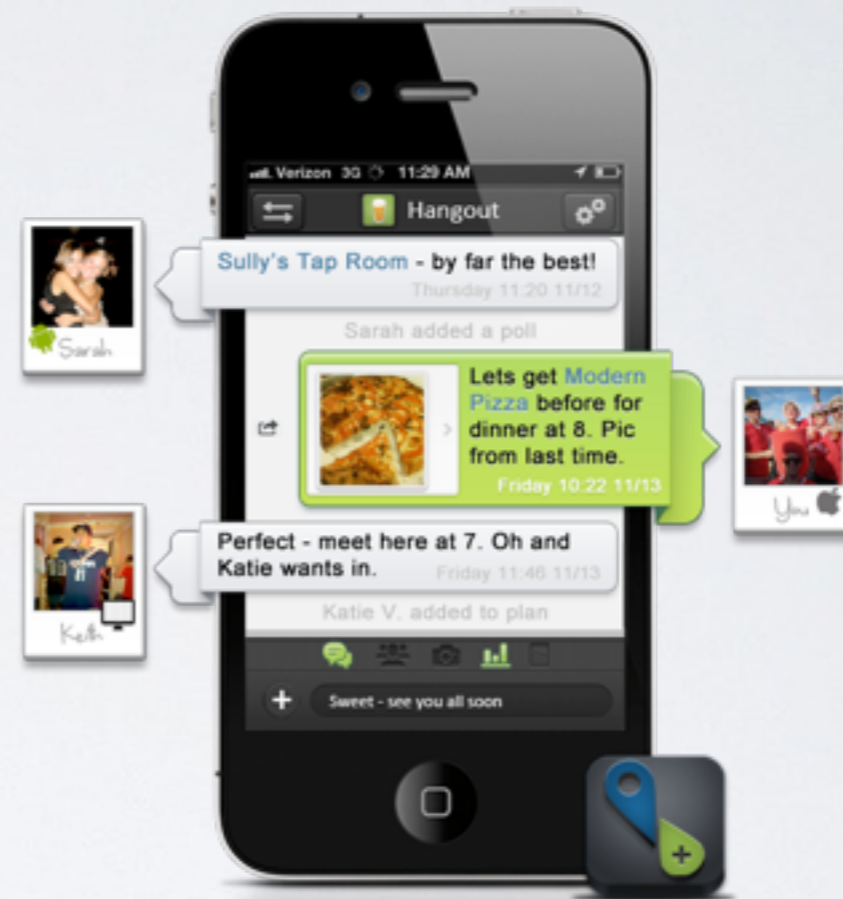 Verizon 3G 11:29 AM
Hangout
Sully's Tap Room - by far the best!
Thursday 11:20 11/12
Sarah
Sarah added a poll
Lets get Modern
Pizza before for
dinner at 8. Pic
from last time.
Friday 10:22 11/13
You
Perfect - meet here at 7. Oh and
Katie wants in.
Friday 11:46 11/13
Keith
Katie V. added to plan
Sweet - see you all soon